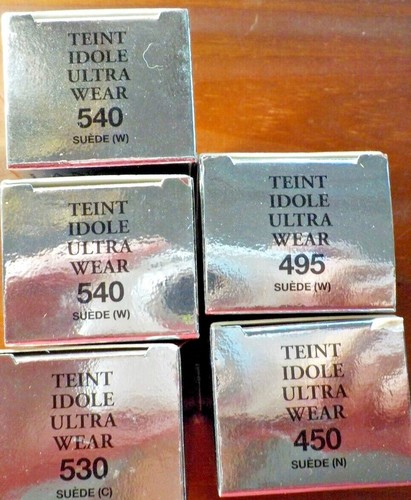 TEINT
IDOLE
ULTRA
WEAR
540
SUÈDE (W)
TEINT
IDOLE
ULTRA
WEAR
540
SUÈDE (W)
TEINT
IDOLE
ULTRA
WEAR
495
SUÈDE (W)
TEINT
IDOLE
ULTRA
WEAR
530
SUÈDE (C)
TEINT
IDOLE
ULTRA
WEAR
450
SUÈDE (N)